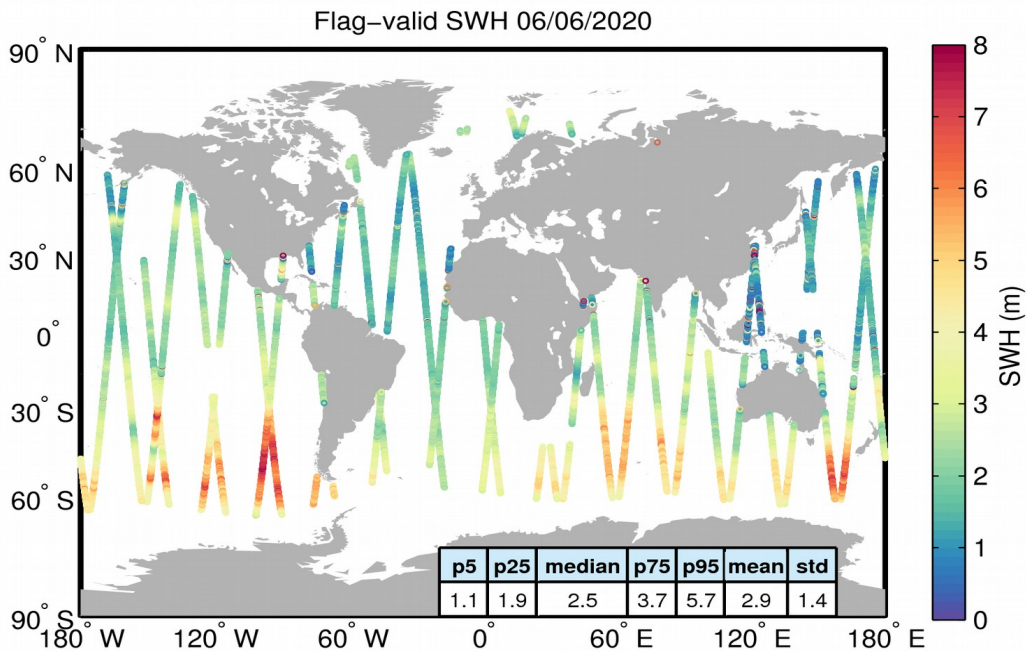 Flag−valid SWH 06/06/2020
90° N
60° N
30° N
0°
30° S
60° S
90° S
180° W
120° W
60° W
0°
60° E
120° E
180° E
p5 p25 median p75 p95 mean std
1.1 1.9 2.5 3.7 5.7 2.9 1.4
8
7
6
5
4
3
2
1
0
SWH (m)